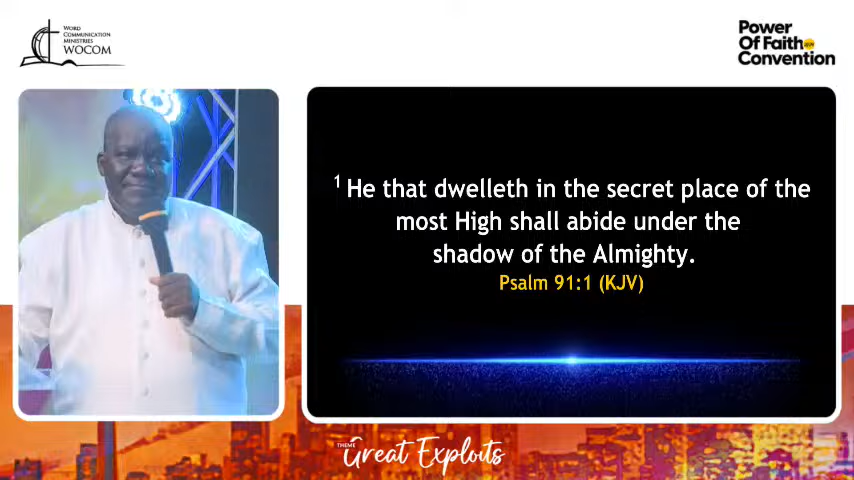 WORD
COMMUNICATION
MINISTRIES
WOCOM
Power
Of Faith
Convention
1 He that dwelleth in the secret place of the
most High shall abide under the
shadow of the Almighty.
Psalm 91:1 (KJV)
THEME
Great Exploits